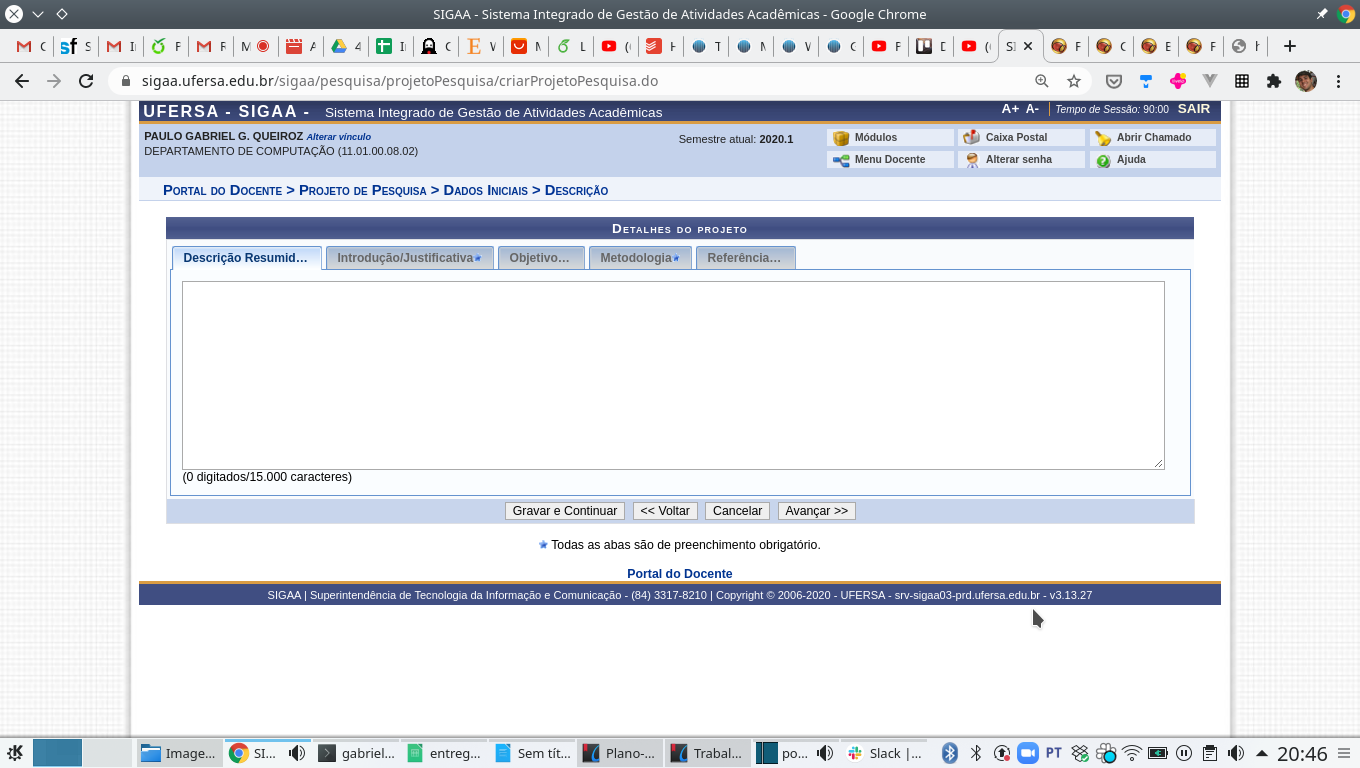 SIGAA - Sistema Integrado de Gestão de Atividades Acadêmicas - Google Chrome
sigaa.ufersa.edu.br/sigaa/pesquisa/projetoPesquisa/criarProjetoPesquisa.do
UFERSA - SIGAA - Sistema Integrado de Gestão de Atividades Acadêmicas
A+ A- Tempo de Sessão: 90:00 SAIR
PAULO GABRIEL G. QUEIROZ Alterar vínculo
DEPARTAMENTO DE COMPUTAÇÃO (11.01.00.08.02)
Semestre atual: 2020.1
Módulos Caixa Postal Abrir Chamado
Menu Docente Alterar senha Ajuda
Portal do Docente > Projeto de Pesquisa > Dados Iniciais > Descrição
Detalhes do projeto
Descrição Resumid... Introdução/Justificativa Objetivo... Metodologia Referência...
(0 digitados/15.000 caracteres)
Gravar e Continuar << Voltar Cancelar Avançar >>
Todas as abas são de preenchimento obrigatório.
Portal do Docente
SIGAA | Superintendência de Tecnologia da Informação e Comunicação - (84) 3317-8210 | Copyright © 2006-2020 - UFERSA - srv-sigaa03-prd.ufersa.edu.br - v3.13.27
Image... SI... gabriel... entreg... Sem tít... Plano-... Trabal... po... Slack |... PT 20:46